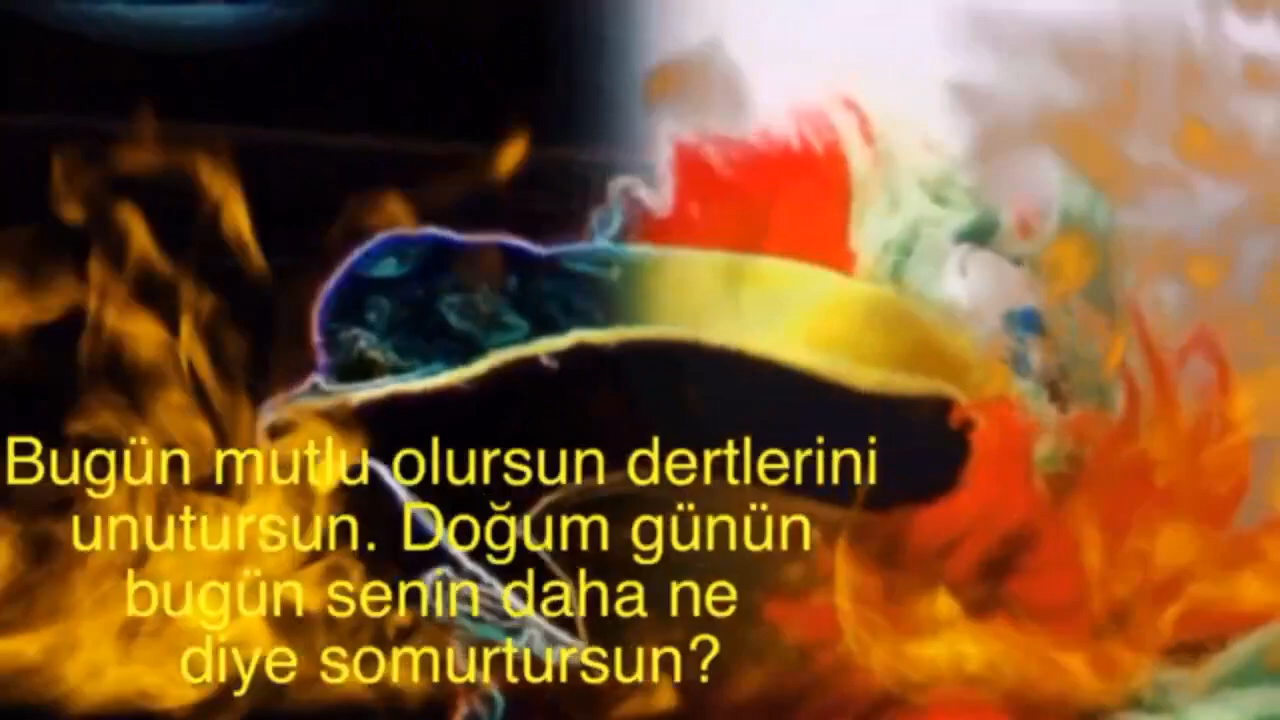 Bugün mutlu olursun dertlerini
unutursun. Doğum günün
bugün senin daha ne
diye somurtursun?